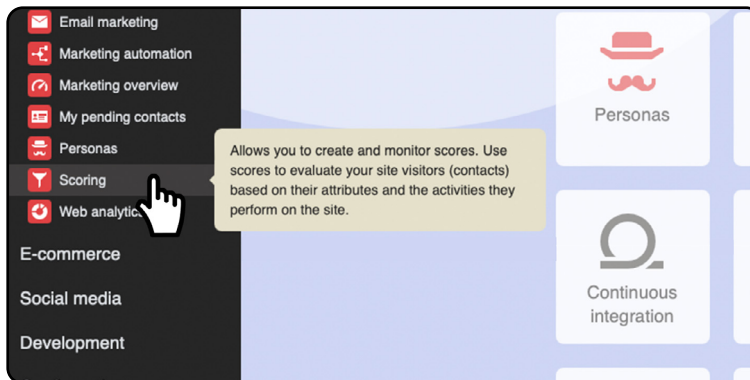 Email marketing
Marketing automation
Marketing overview
My pending contacts
Personas
Scoring
Web analytic
E-commerce
Social media
Development
Allows you to create and monitor scores. Use
scores to evaluate your site visitors (contacts)
based on their attributes and the activities they
perform on the site.
Personas
Continuous
integration